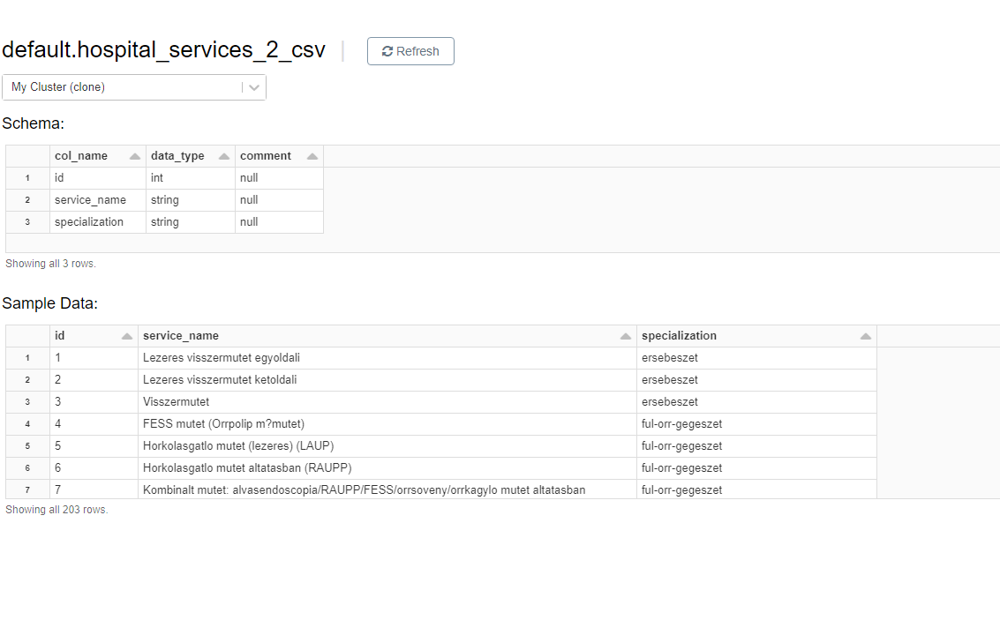 default.hospital_services_2_csv | Refresh
My Cluster (clone)
Schema:
col_name data_type comment
1 id int null
2 service_name string null
3 specialization string null
Showing all 3 rows.
Sample Data:
id service_name specialization
1 1 Lezeres visszermutet egyoldali ersebeszet
2 2 Lezeres visszermutet ketoldali ersebeszet
3 3 Visszermutet ersebeszet
4 4 FESS mutet (Orrpolip m?mutet) ful-orr-gegeszet
5 5 Horkolasgatlo mutet (lezeres) (LAUP) ful-orr-gegeszet
6 6 Horkolasgatlo mutet altatasban (RAUPP) ful-orr-gegeszet
7 7 Kombinalt mutet: alvasendoscopia/RAUPP/FESS/orrsoveny/orrkagylo mutet altatasban ful-orr-gegeszet
Showing all 203 rows.